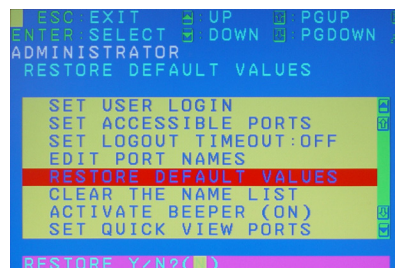 ESC:EXIT :UP :PGUP
ENTER:SELECT :DOWN :PGDOWN
ADMINISTRATOR
RESTORE DEFAULT VALUES
SET USER LOGIN
SET ACCESSIBLE PORTS
SET LOGOUT TIMEOUT:OFF
EDIT PORT NAMES
RESTORE DEFAULT VALUES
CLEAR THE NAME LIST
ACTIVATE BEEPER (ON)
SET QUICK VIEW PORTS
RESTORE Y/N?( )